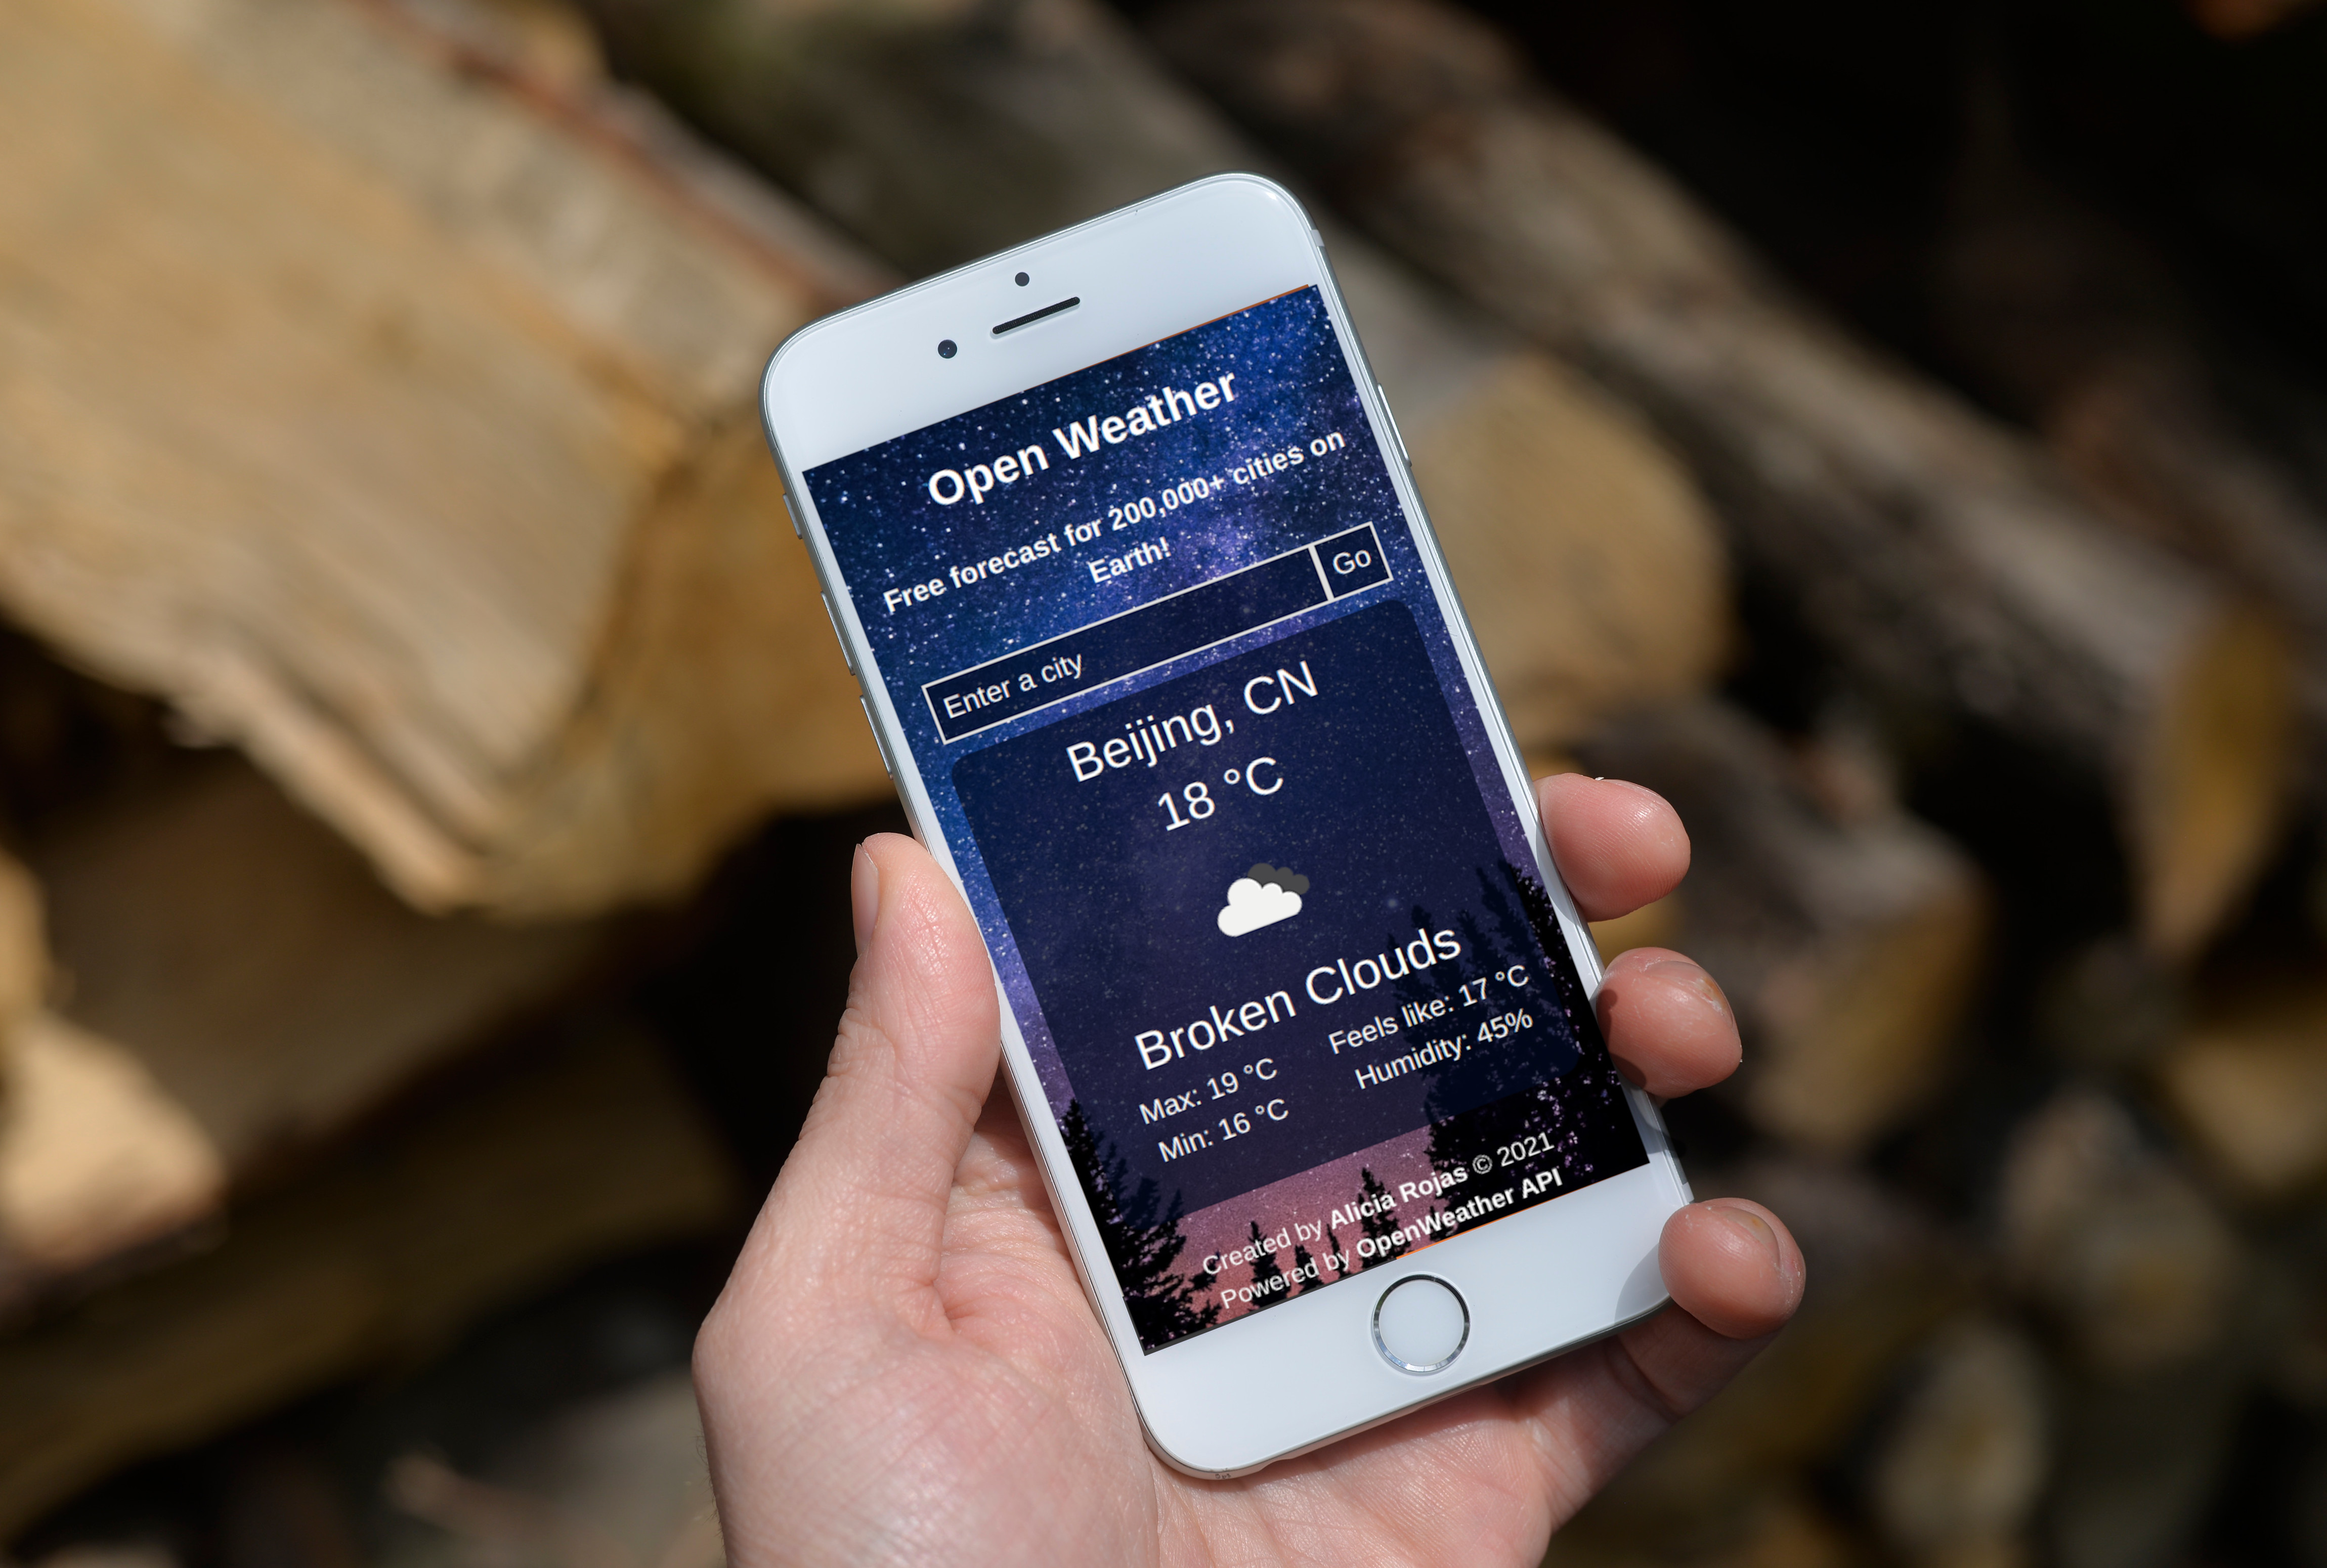 Open Weather
Free forecast for 200,000+ cities on
Earth!
Enter a city
Go
Beijing, CN
18 °C
Broken Clouds
Max: 19 °C
Min: 16 °C
Feels like: 17 °C
Humidity: 45%
Created by Alicia Rojas © 2021
Powered by OpenWeather API